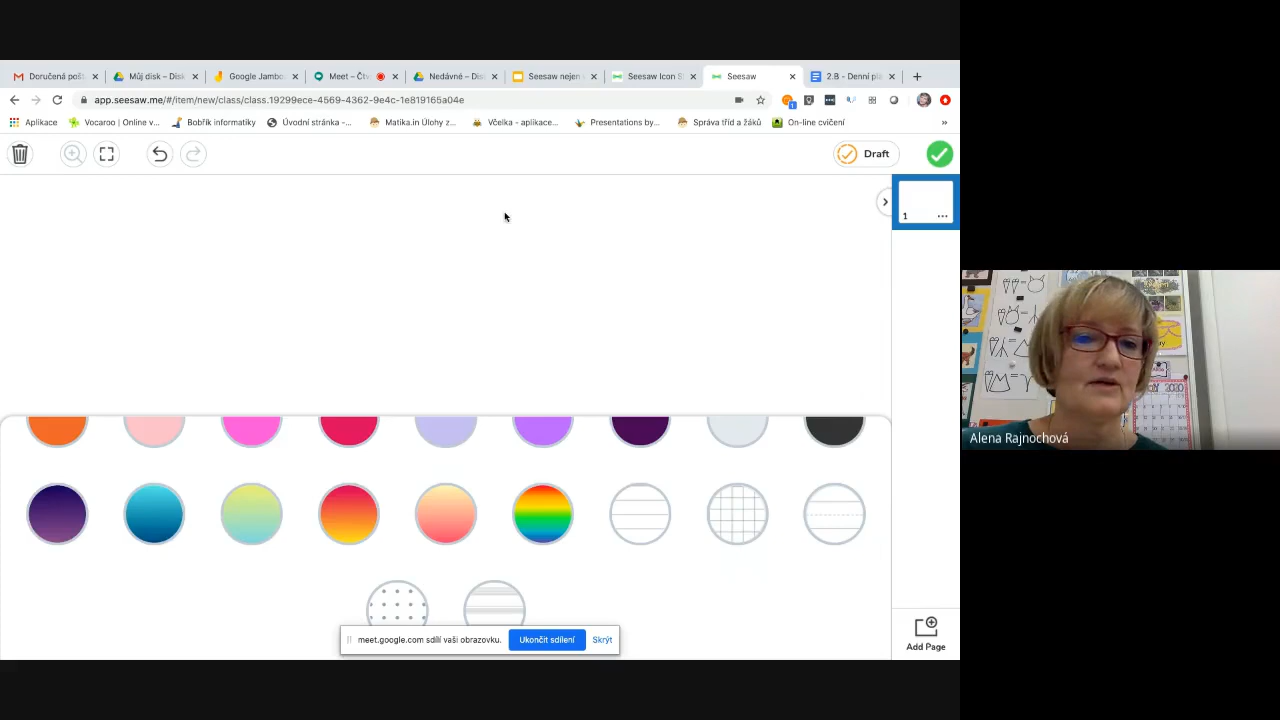 Doručená poš
Můj disk – Disk
Google Jambo
Meet – Čtv
Nedávné – Dis
Seesaw nejen
Seesaw Icon S
Seesaw
2.B - Denní pl
app.seesaw.me/#/item/new/class/class.19299ece-4569-4362-9e4c-1e819165a04e
Aplikace
Vocaroo | Online v...
Bobřík informatiky
Úvodní stránka -...
Matika.in Úlohy z...
Včelka - aplikace...
Presentations by...
Správa tříd a žáků
On-line cvičení
»
Draft
1
Add Page
meet.google.com sdílí vaši obrazovku.
Ukončit sdílení
Skrýt
2020
Alena Rajnochová